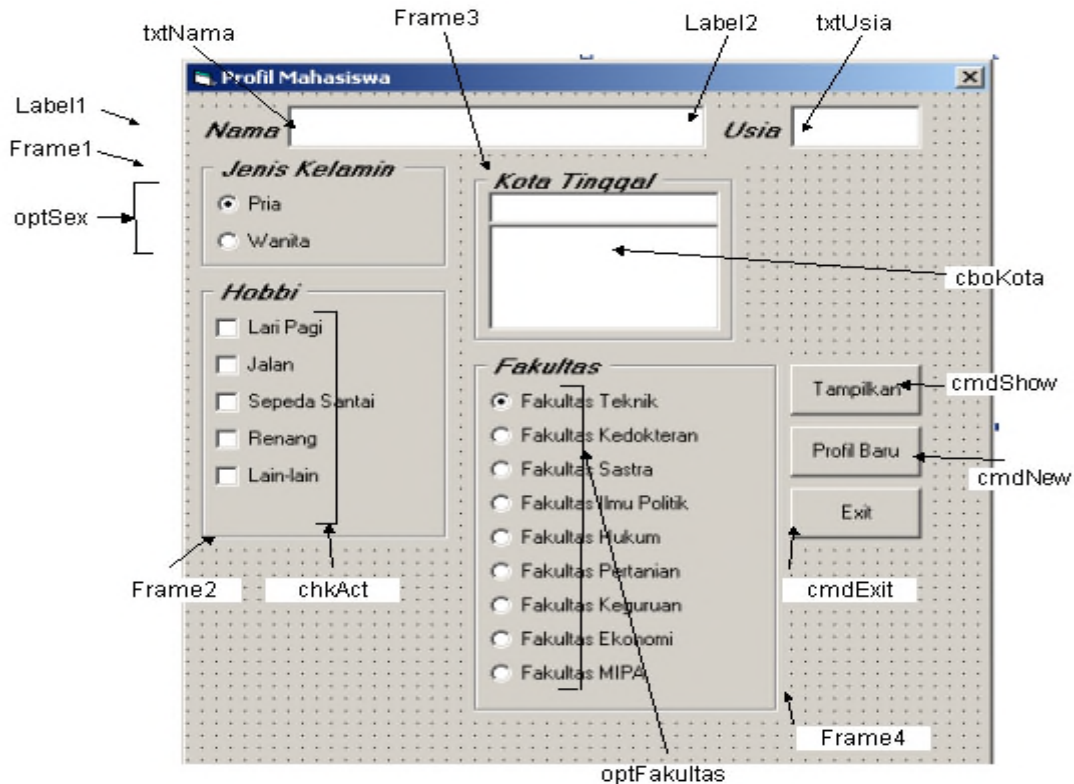 Frame3
txtNama
Label2
txtUsia
Profil Mahasiswa
Label1
Nama
Usia
Frame1
Jenis Kelamin
Kota Tinggal
optSex
Pria
Wanita
cboKota
Hobbi
Lari Pagi
Jalan
Sepeda Santai
Renang
Lain-lain
Fakultas
Fakultas Teknik
Fakultas Kedokteran
Fakultas Sastra
Fakultas Ilmu Politik
Fakultas Hukum
Fakultas Pertanian
Fakultas Keguruan
Fakultas Ekonomi
Fakultas MIPA
Tampilkan
cmdShow
Profil Baru
cmdNew
Exit
Frame2
chkAct
cmdExit
Frame4
optFakultas